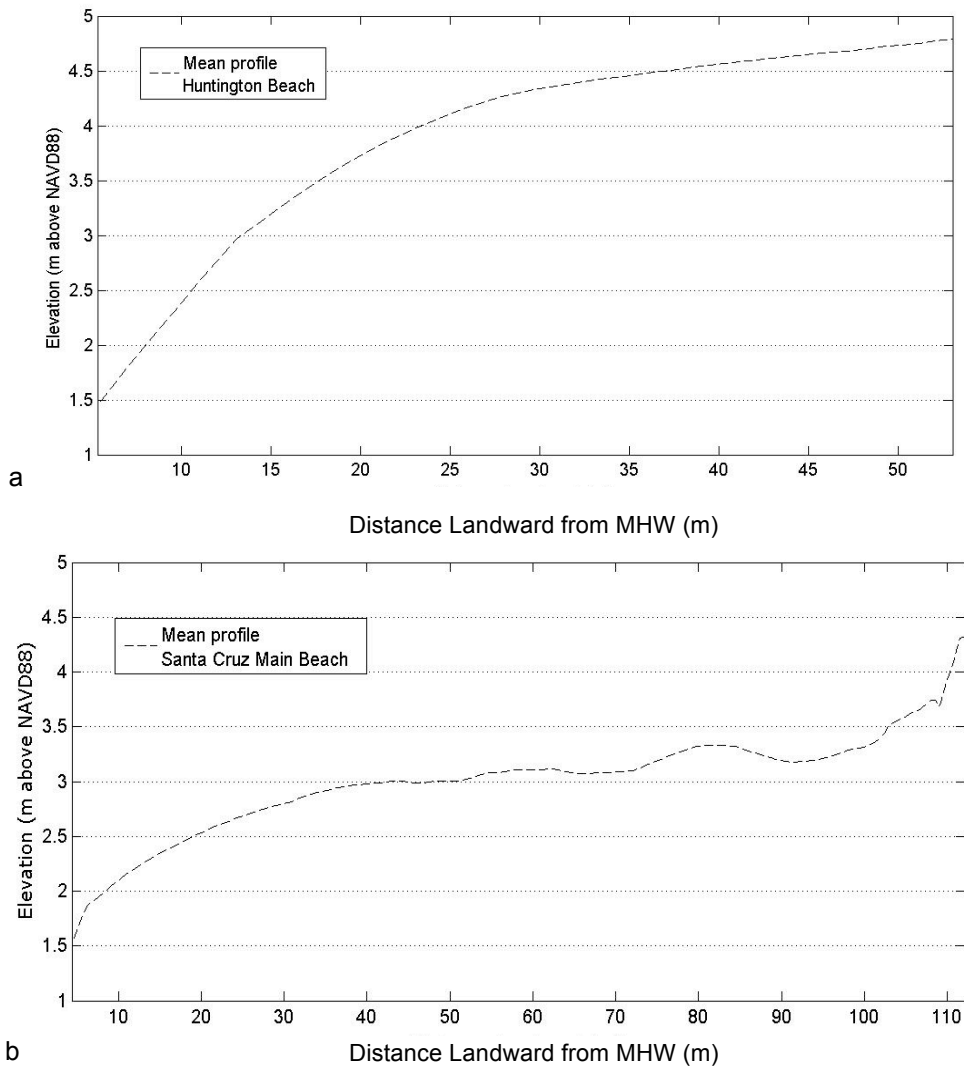 5
4.5
4
3.5
3
2.5
2
1.5
1
Elevation (m above NAVD88)
Mean profile
Huntington Beach
10 15 20 25 30 35 40 45 50
a
Distance Landward from MHW (m)
5
4.5
4
3.5
3
2.5
2
1.5
1
Elevation (m above NAVD88)
Mean profile
Santa Cruz Main Beach
10 20 30 40 50 60 70 80 90 100 110
b
Distance Landward from MHW (m)